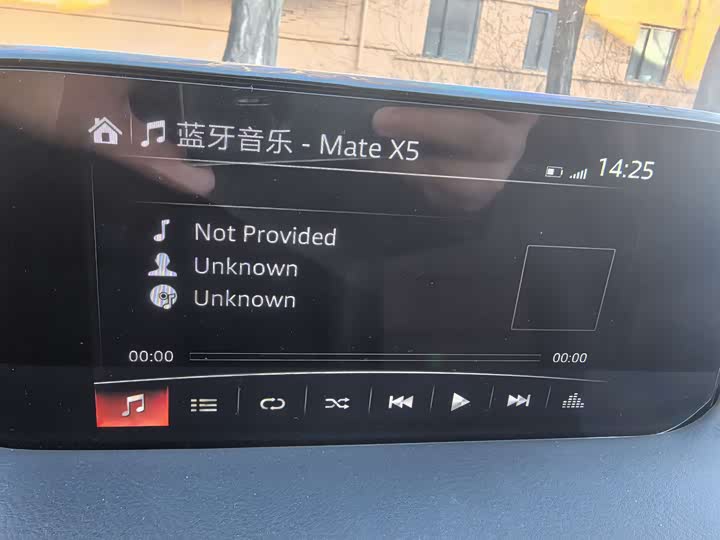 蓝牙音乐 - Mate X5
14:25
Not Provided
Unknown
Unknown
00:00 00:00